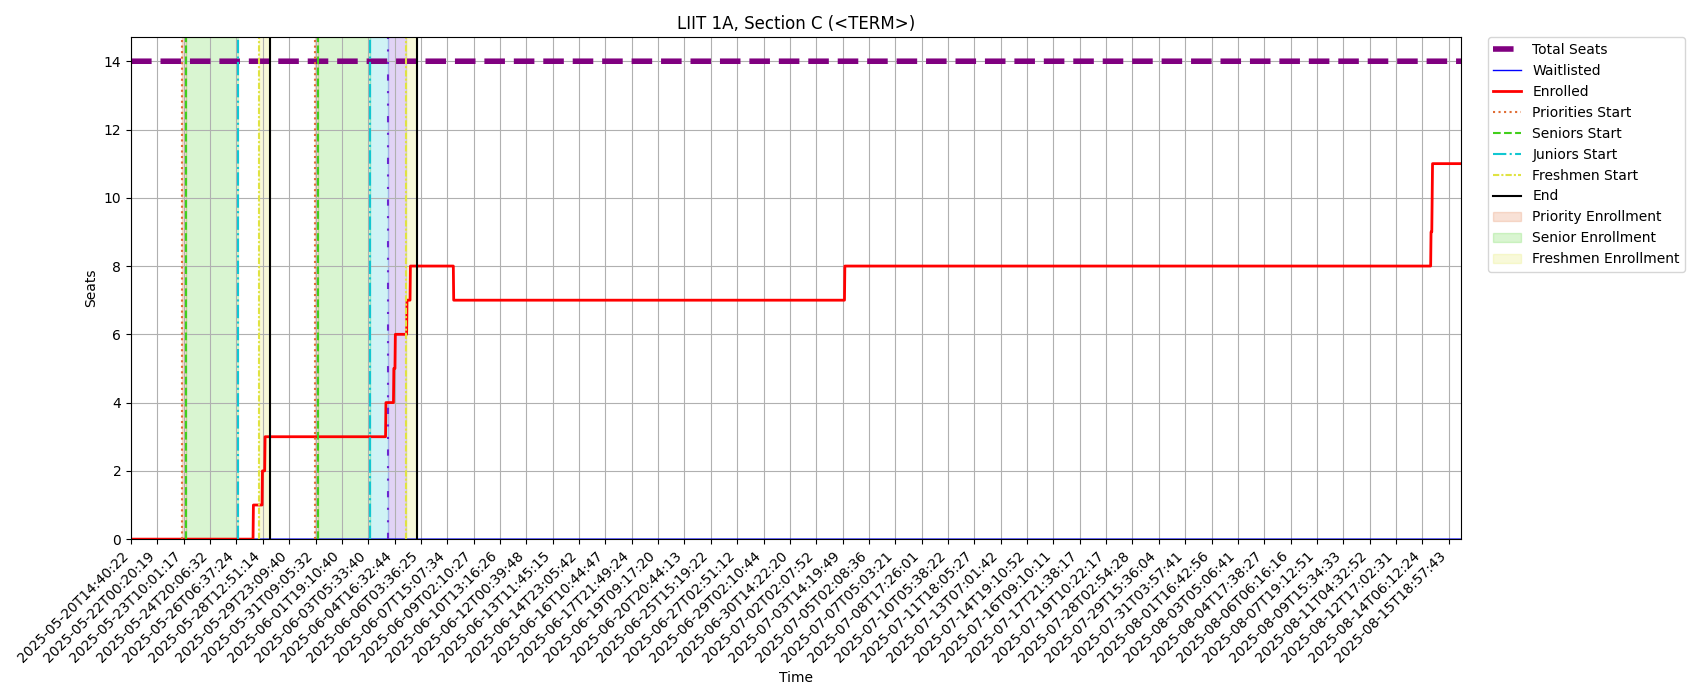 LIIT 1A, Section C (<TERM>)
Total Seats
Waitlisted
Enrolled
Priorities Start
Seniors Start
Juniors Start
Freshmen Start
End
Priority Enrollment
Senior Enrollment
Freshmen Enrollment
Seats
14
12
10
8
6
4
2
0
2025-05-20T14:40:22
2025-05-22T00:20:19
2025-05-23T10:01:17
2025-05-24T20:06:32
2025-05-26T06:37:24
2025-05-28T12:51:14
2025-05-29T23:09:40
2025-05-31T09:05:32
2025-06-01T19:10:40
2025-06-03T05:33:40
2025-06-04T16:32:44
2025-06-06T03:36:25
2025-06-07T15:07:34
2025-06-09T02:10:27
2025-06-10T13:16:29
2025-06-12T00:39:48
2025-06-13T11:45:15
2025-06-14T23:05:42
2025-06-16T10:44:47
2025-06-17T21:49:24
2025-06-19T09:17:20
2025-06-20T20:44:13
2025-06-25T15:19:22
2025-06-27T02:51:12
2025-06-29T02:10:44
2025-06-30T14:22:20
2025-07-02T02:07:52
2025-07-03T14:19:49
2025-07-05T02:08:36
2025-07-07T05:03:21
2025-07-08T17:26:01
2025-07-10T05:38:22
2025-07-11T18:05:27
2025-07-13T07:01:42
2025-07-14T19:10:52
2025-07-16T09:10:11
2025-07-17T21:38:17
2025-07-19T10:22:17
2025-07-28T02:54:28
2025-07-29T15:36:04
2025-07-31T03:57:41
2025-08-01T16:42:56
2025-08-03T05:06:41
2025-08-04T17:38:27
2025-08-06T06:16:16
2025-08-07T19:12:51
2025-08-09T15:34:33
2025-08-11T04:32:52
2025-08-12T17:02:31
2025-08-14T06:12:24
2025-08-15T18:57:43
Time